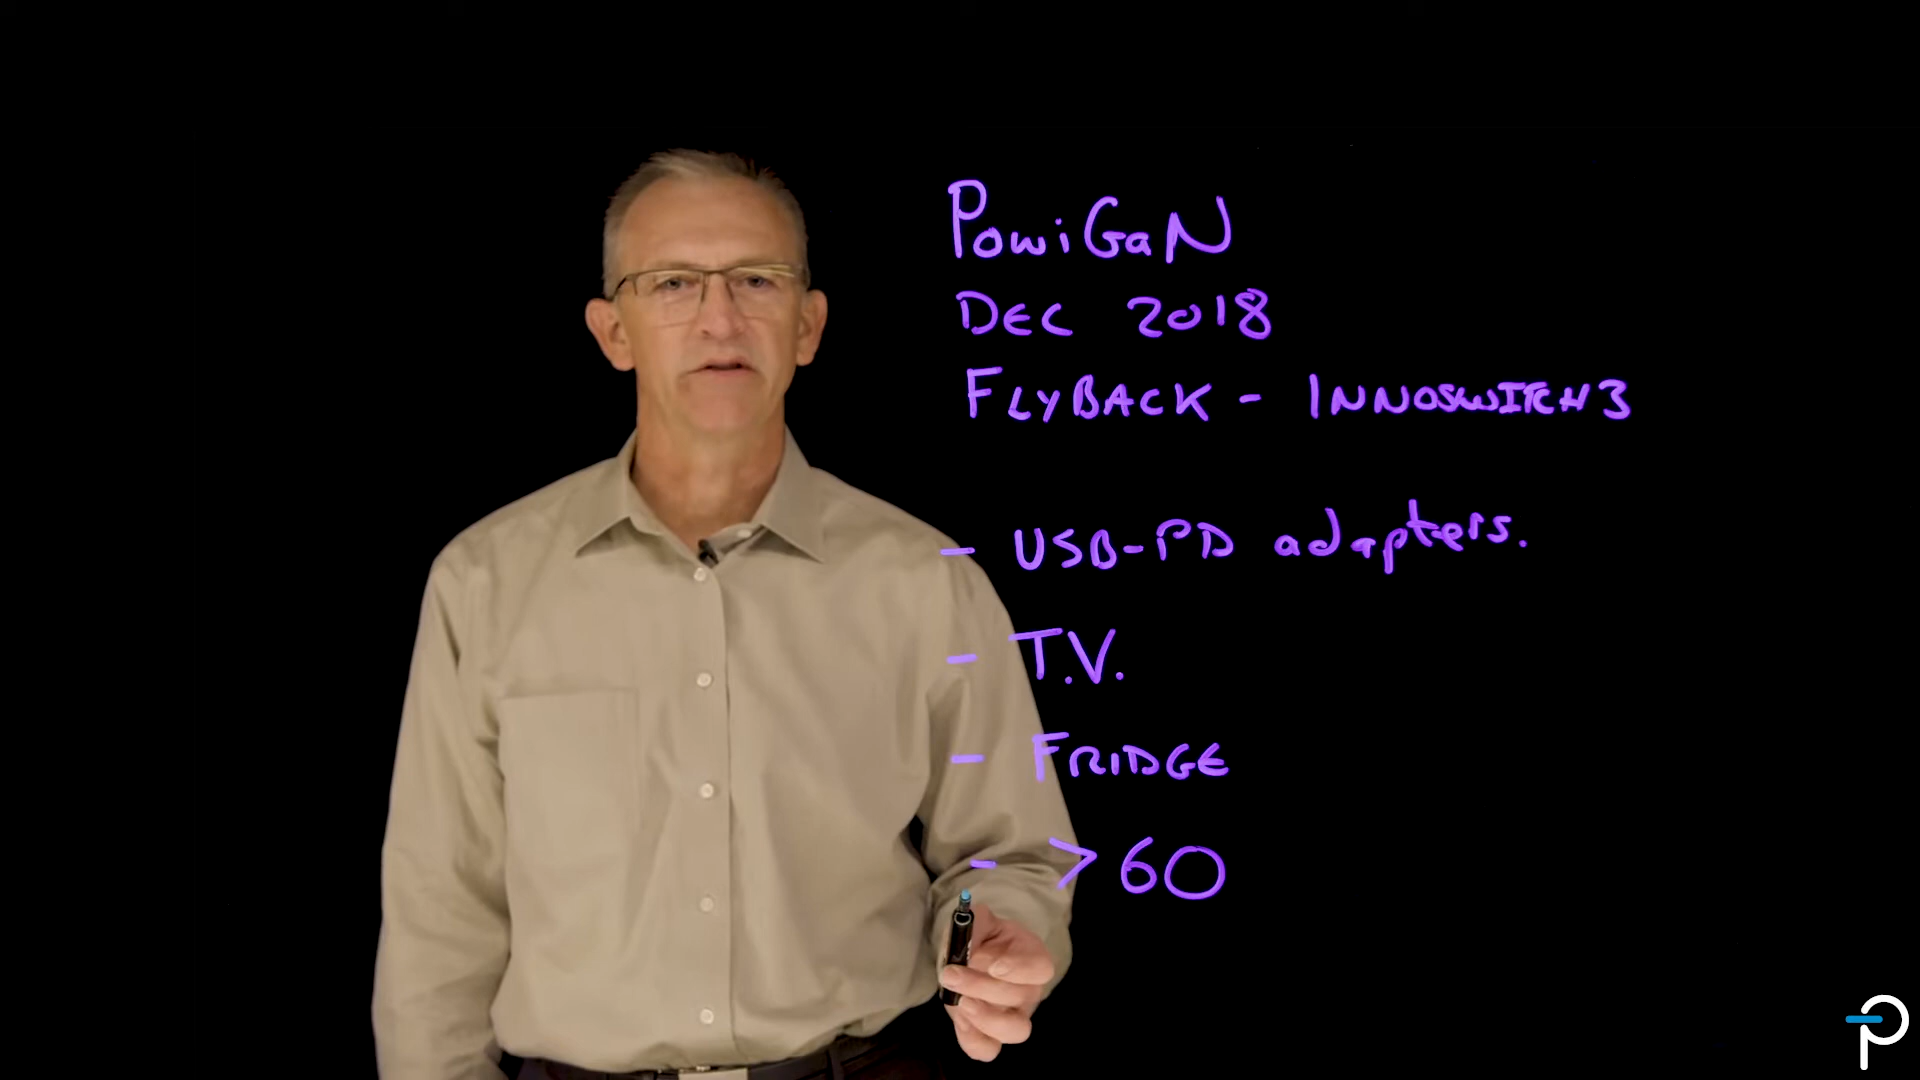 PowiGaN
DEC 2018
FLYBACK - INNOSWITCH3
- USB-PD adapters.
- T.V.
- FRIDGE
- >60